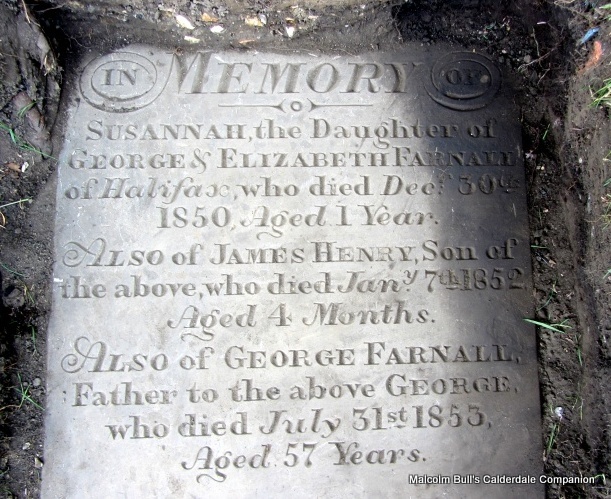 IN MEMORY OF
SUSANNAH, the Daughter of
GEORGE & ELIZABETH FARNALL
of Halifax, who died Decr. 30th
1850, Aged 1 Year.
ALSO of JAMES HENRY, Son of
the above, who died Jany. 7th 1852
Aged 4 Months.
ALSO of GEORGE FARNALL,
Father to the above GEORGE,
who died July 31st 1853,
Aged 57 Years.
Malcolm Bull's Calderdale Companion